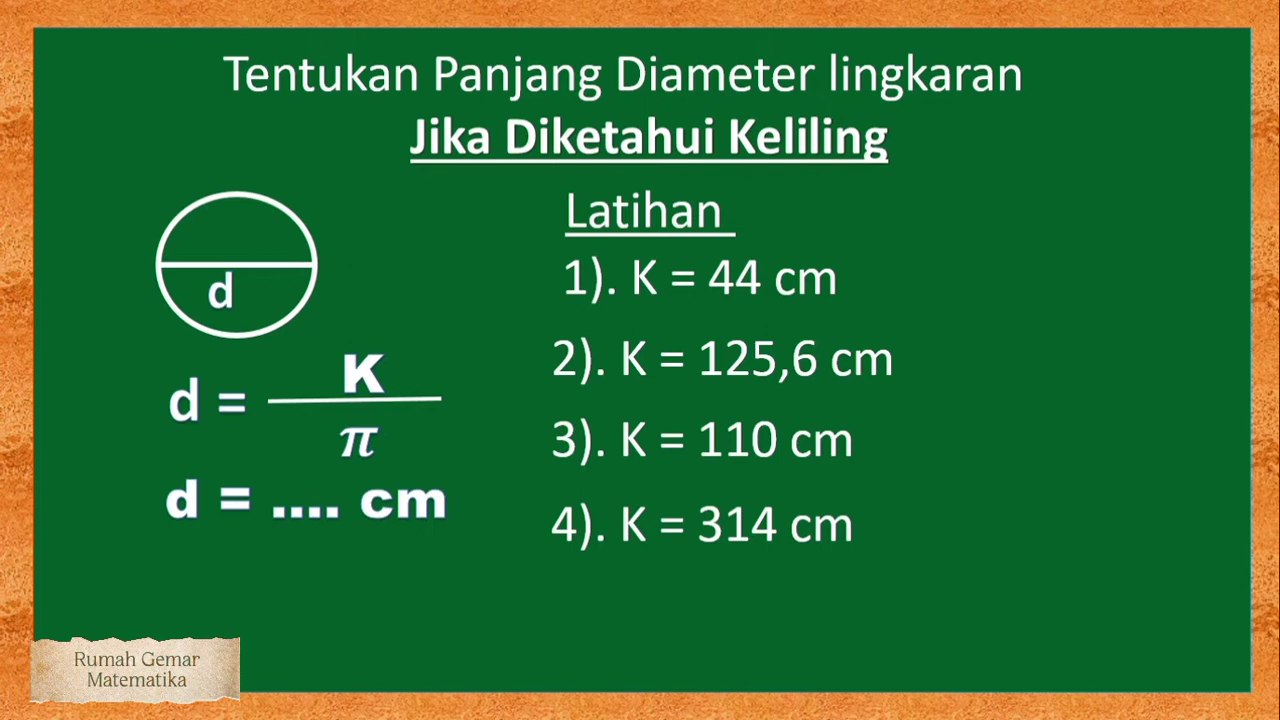 Tentukan Panjang Diameter lingkaran
Jika Diketahui Keliling
d
d = K
π
d = .... cm
Latihan
1). K = 44 cm
2). K = 125,6 cm
3). K = 110 cm
4). K = 314 cm
Rumah Gemar
Matematika